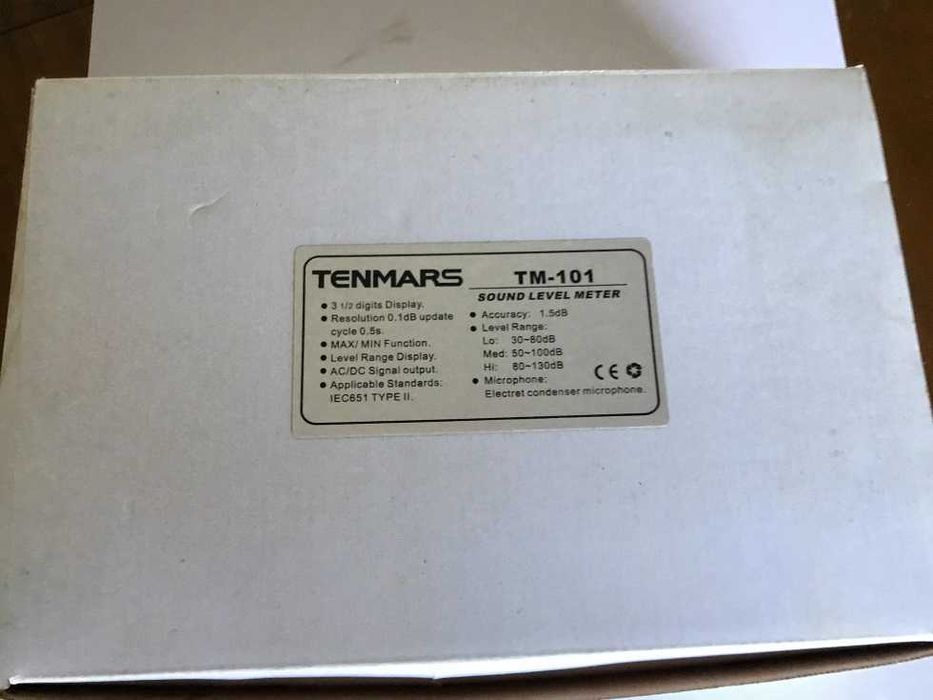 TENMARS
● 3 1/2 digits Display.
● Resolution 0.1dB update
cycle 0.5s.
● MAX/ MIN Function.
● Level Range Display.
● AC/DC Signal output.
● Applicable Standards:
IEC651 TYPE II.
TM-101
SOUND LEVEL METER
● Accuracy: 1.5dB
● Level Range:
Lo: 30~80dB
Med: 50~100dB
Hi: 80~130dB
● Microphone:
Electret condenser microphone.
CE